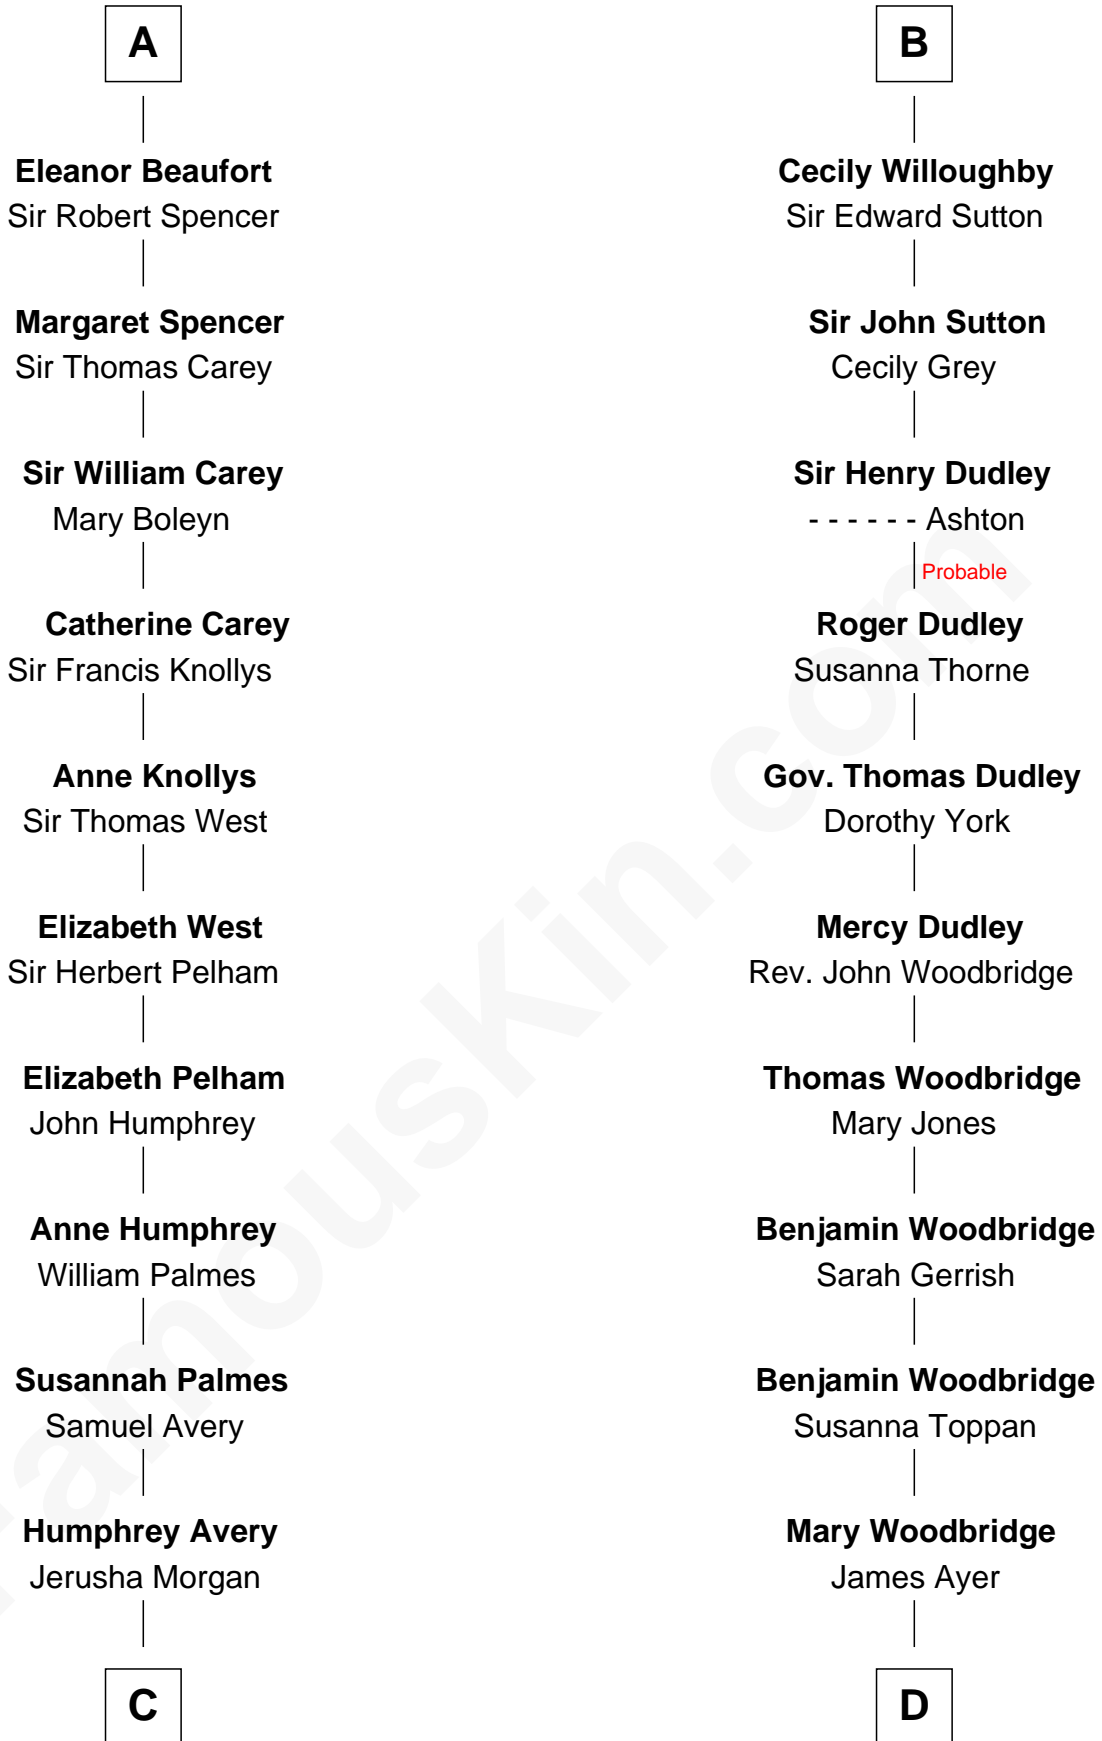 A
Eleanor Beaufort
Sir Robert Spencer
Margaret Spencer
Sir Thomas Carey
Sir William Carey
Mary Boleyn
Catherine Carey
Sir Francis Knollys
Anne Knollys
Sir Thomas West
Elizabeth West
Sir Herbert Pelham
Elizabeth Pelham
John Humphrey
Anne Humphrey
William Palmes
Susannah Palmes
Samuel Avery
Humphrey Avery
Jerusha Morgan
C
B
Cecily Willoughby
Sir Edward Sutton
Sir John Sutton
Cecily Grey
Sir Henry Dudley
- - - - - - Ashton
Probable
Roger Dudley
Susanna Thorne
Gov. Thomas Dudley
Dorothy York
Mercy Dudley
Rev. John Woodbridge
Thomas Woodbridge
Mary Jones
Benjamin Woodbridge
Sarah Gerrish
Benjamin Woodbridge
Susanna Toppan
Mary Woodbridge
James Ayer
D
FamousKin.com